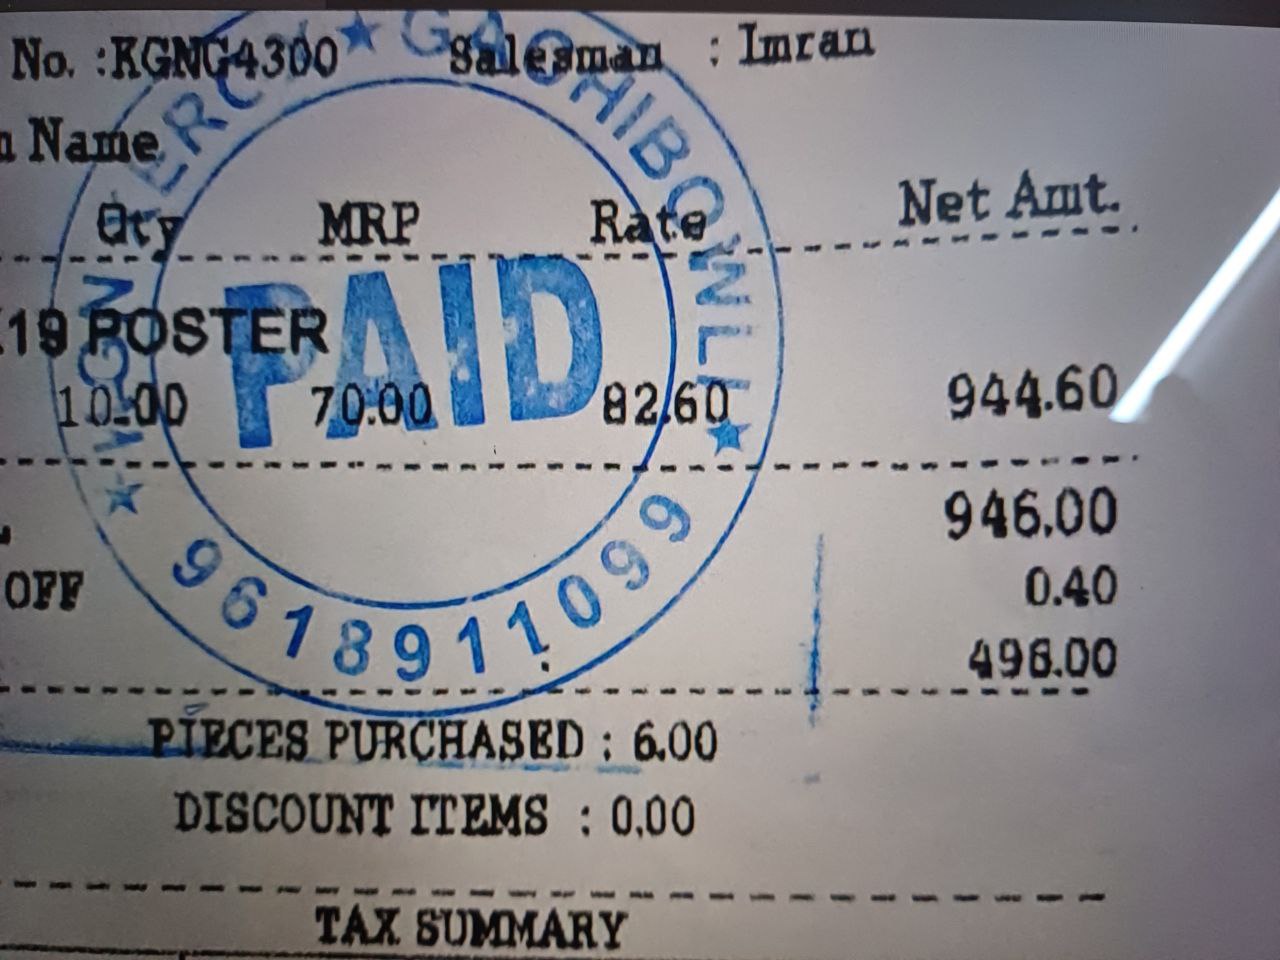 No. :KGNG4300 Salesman : Imran
Name
Qty MRP Rate Net Amt.
19 POSTER
10.00 70.00 82.60 944.60
946.00
OFF 0.40
496.00
PIECES PURCHASED : 6.00
DISCOUNT ITEMS : 0.00
TAX SUMMARY
GACHIBOWLI
PAID
9618911099